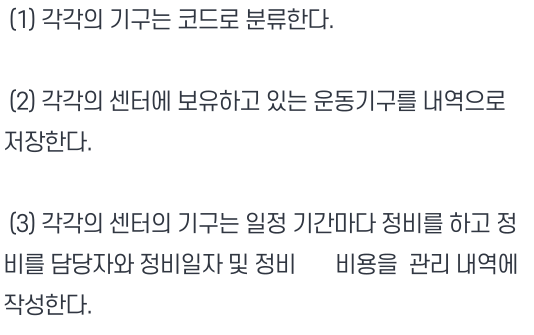 (1) 각각의 기구는 코드로 분류한다.
(2) 각각의 센터에 보유하고 있는 운동기구를 내역으로
저장한다.
(3) 각각의 센터의 기구는 일정 기간마다 정비를 하고 정
비를 담당자와 정비일자 및 정비 비용을 관리 내역에
작성한다.